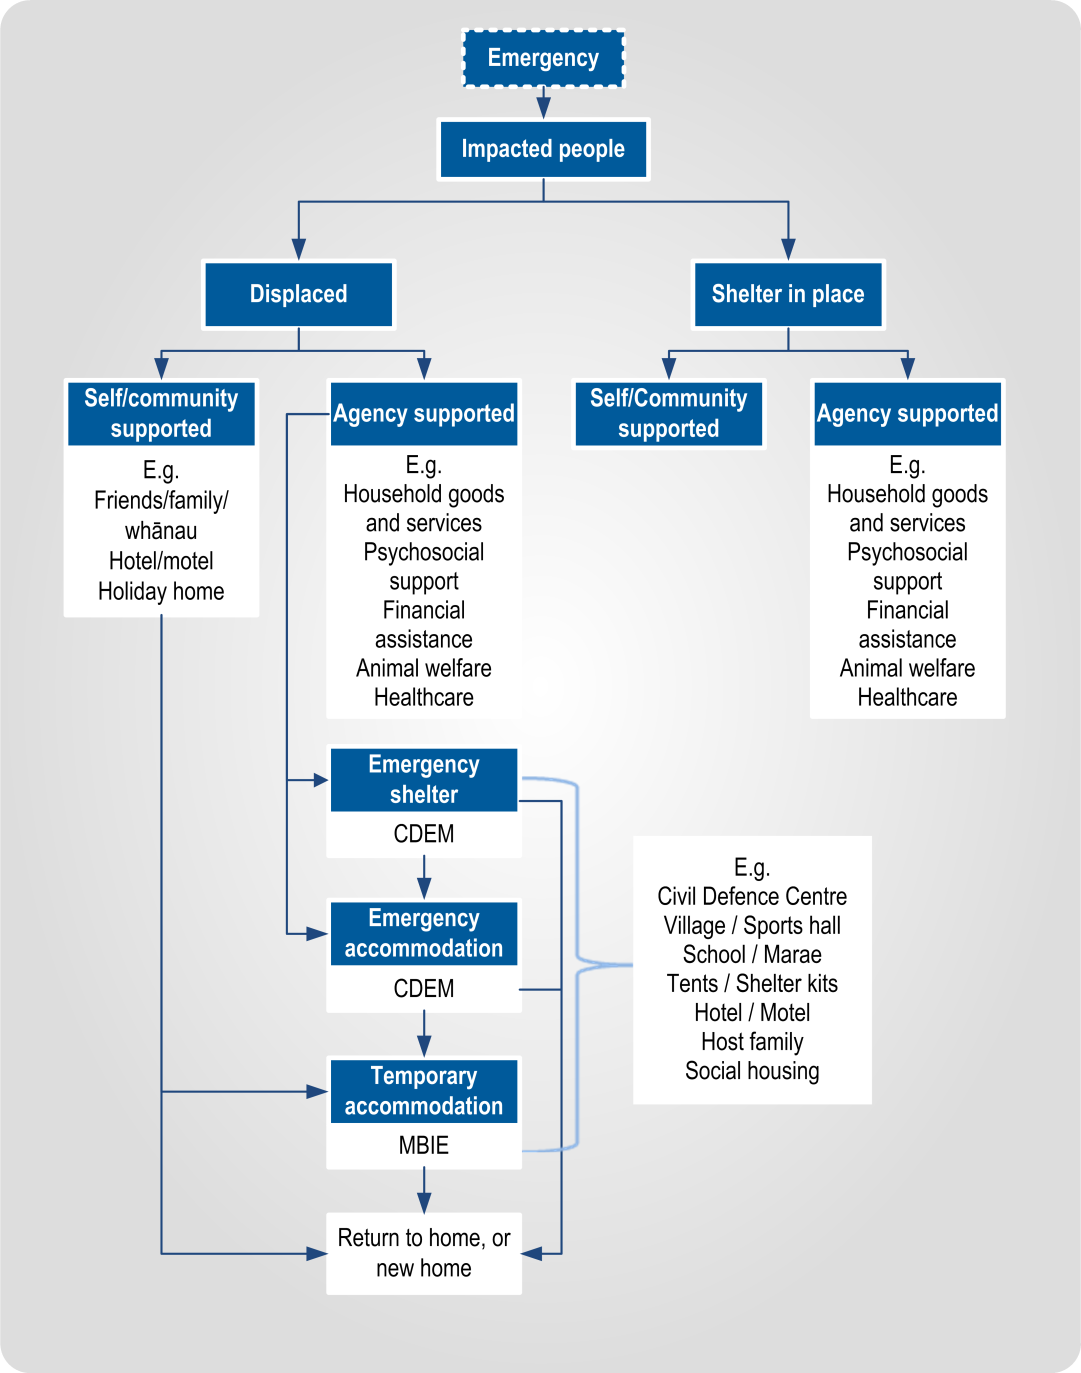 Emergency
Impacted people
Displaced
Shelter in place
Self/community
supported
E.g.
Friends/family/
whānau
Hotel/motel
Holiday home
Agency supported
E.g.
Household goods
and services
Psychosocial
support
Financial
assistance
Animal welfare
Healthcare
Self/Community
supported
Agency supported
E.g.
Household goods
and services
Psychosocial
support
Financial
assistance
Animal welfare
Healthcare
Emergency
shelter
CDEM
Emergency
accommodation
CDEM
Temporary
accommodation
MBIE
Return to home, or
new home
E.g.
Civil Defence Centre
Village / Sports hall
School / Marae
Tents / Shelter kits
Hotel / Motel
Host family
Social housing